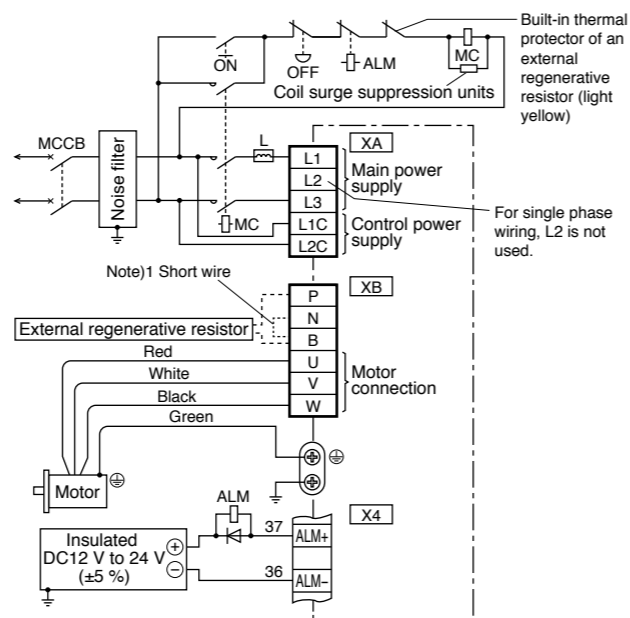 Built-in thermal
protector of an
external
regenerative
resistor (light
yellow)
ON
OFF
ALM
MC
Coil surge suppression units
MCCB
Noise filter
L
XA
L1
L2
L3
L1C
L2C
Main power
supply
Control power
supply
MC
For single phase
wiring, L2 is not
used.
Note)1 Short wire
XB
External regenerative resistor
P
N
B
U
V
W
Red
White
Black
Green
Motor
connection
Motor
ALM
X4
Insulated
DC12 V to 24 V
(±5 %)
+
−
37
36
ALM+
ALM−